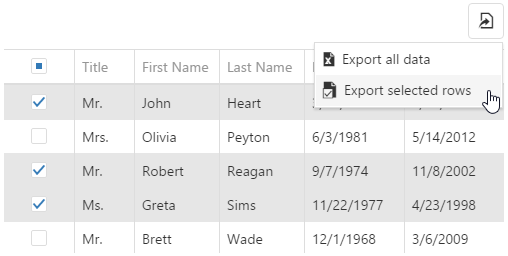 Export all data
Export selected rows
Title First Name Last Name
Mr. John Heart
Mrs. Olivia Peyton 6/3/1981 5/14/2012
Mr. Robert Reagan 9/7/1974 11/8/2002
Ms. Greta Sims 11/22/1977 4/23/1998
Mr. Brett Wade 12/1/1968 3/6/2009